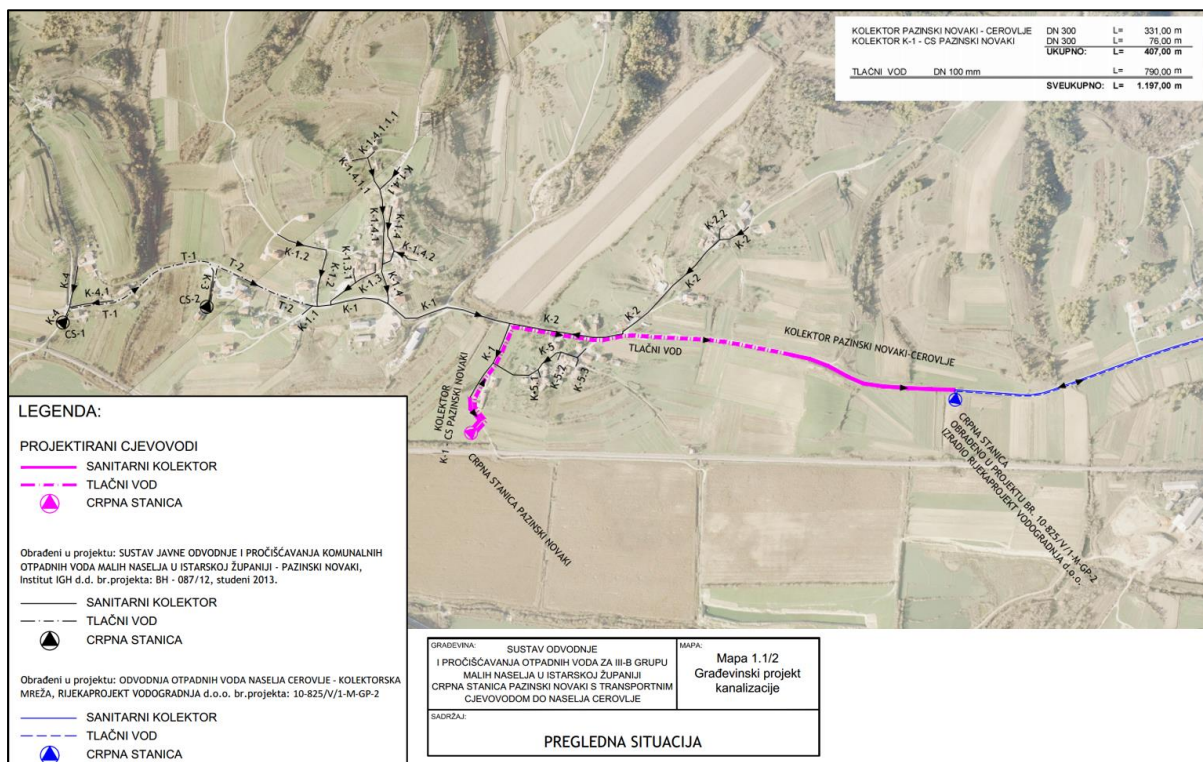 KOLEKTOR PAZINSKI NOVAKI - CEROVLJE DN 300 L= 331,00 m
KOLEKTOR K-1 - CS PAZINSKI NOVAKI DN 300 L= 76,00 m
UKUPNO: L= 407,00 m
TLAČNI VOD DN 100 mm L= 790,00 m
SVEUKUPNO: L= 1.197,00 m
K-1.4.1-1.1
K-1.4.1.1
K-1.4.1
K-1.4.1
K-1.4
K-1.4.2
K-1.2
K-1.3.1
K-1.3
K-1.2
K-1.4
K-2.2
K-2
K-2
K-2
K-2
T-1
T-2
T-2
K-4
K-4.1
T-1
K-4
CS-1
K-3
CS-2
K-1.1
K-1
K-1
K-1
K-5
K-5.1
K-5.2
K-5.3
TLAČNI VOD
KOLEKTOR PAZINSKI NOVAKI-CEROVLJE
KOLEKTOR
K-1 - CS PAZINSKI NOVAKI
CRPNA STANICA PAZINSKI NOVAKI
CRPNA STANICA
OBRAĐENO U PROJEKTU BR. 10-825/V/1-M-GP-2
IZRADIO RIJEKAPROJEKT VODOGRADNJA d.o.o.
LEGENDA:
PROJEKTIRANI CJEVOVODI
SANITARNI KOLEKTOR
TLAČNI VOD
CRPNA STANICA
Obrađeni u projektu: SUSTAV JAVNE ODVODNJE I PROČIŠĆAVANJA KOMUNALNIH
OTPADNIH VODA MALIH NASELJA U ISTARSKOJ ŽUPANIJI - PAZINSKI NOVAKI,
Institut IGH d.d. br.projekta: BH - 087/12, studeni 2013.
SANITARNI KOLEKTOR
TLAČNI VOD
CRPNA STANICA
Obrađeni u projektu: ODVODNJA OTPADNIH VODA NASELJA CEROVLJE - KOLEKTORSKA
MREŽA, RIJEKAPROJEKT VODOGRADNJA d.o.o. br.projekta: 10-825/V/1-M-GP-2
SANITARNI KOLEKTOR
TLAČNI VOD
CRPNA STANICA
GRAĐEVINA: SUSTAV ODVODNJE
I PROČIŠĆAVANJA OTPADNIH VODA ZA III-B GRUPU
MALIH NASELJA U ISTARSKOJ ŽUPANIJI
CRPNA STANICA PAZINSKI NOVAKI S TRANSPORTNIM
CJEVOVODOM DO NASELJA CEROVLJE
MAPA:
Mapa 1.1/2
Građevinski projekt
kanalizacije
SADRŽAJ:
PREGLEDNA SITUACIJA